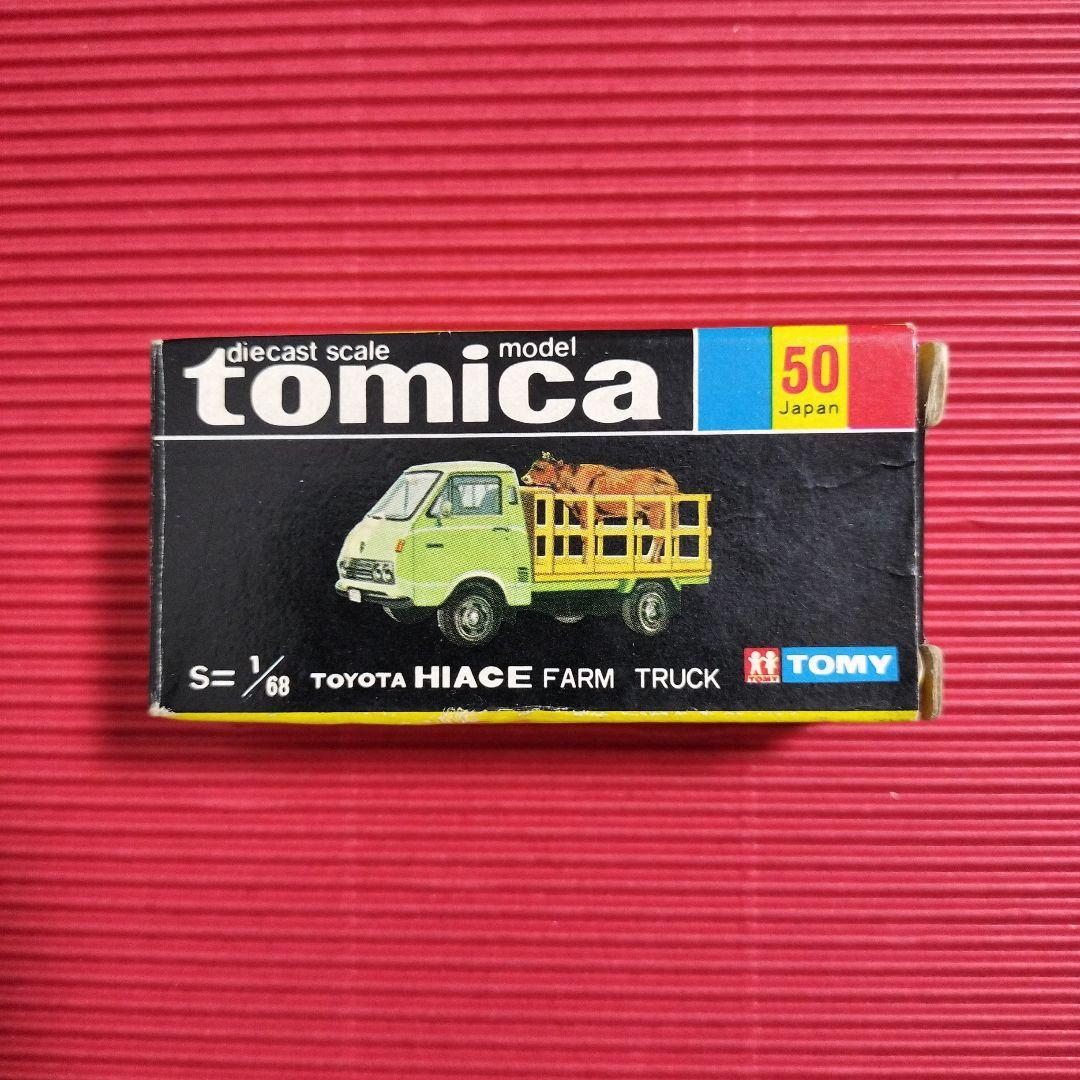 diecast scale model
tomica
50
Japan
S=1/68 TOYOTA HIACE FARM TRUCK
TOMY TOMY